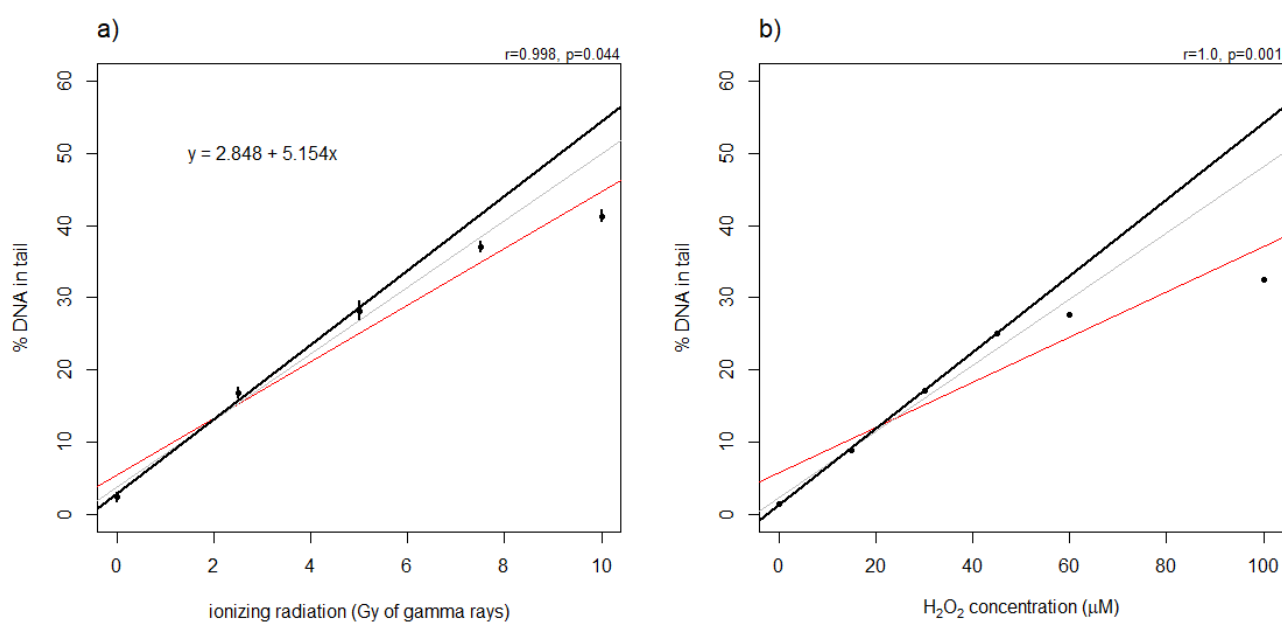 a)
r=0.998, p=0.044
y = 2.848 + 5.154x
% DNA in tail
60
50
40
30
20
10
0
0 2 4 6 8 10
ionizing radiation (Gy of gamma rays)
b)
r=1.0, p=0.001
% DNA in tail
60
50
40
30
20
10
0
0 20 40 60 80 100
H₂O₂ concentration (μM)